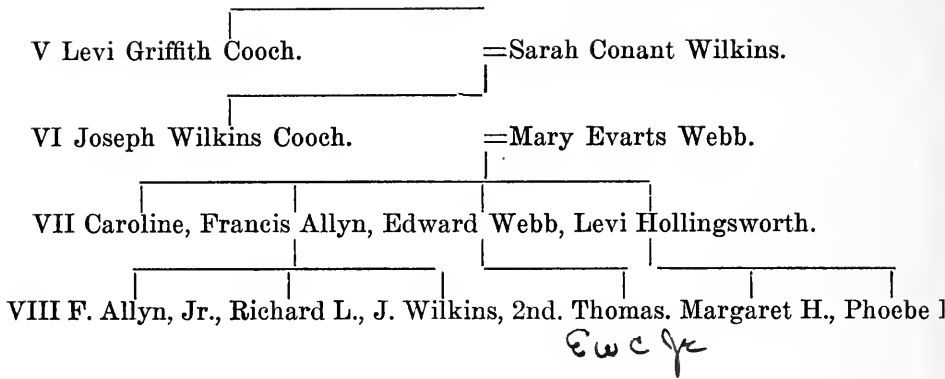 V Levi Griffith Cooch. =Sarah Conant Wilkins.
VI Joseph Wilkins Cooch. =Mary Evarts Webb.
VII Caroline, Francis Allyn, Edward Webb, Levi Hollingsworth.
VIII F. Allyn, Jr., Richard L., J. Wilkins, 2nd. Thomas. Margaret H., Phoebe
E W C Jr